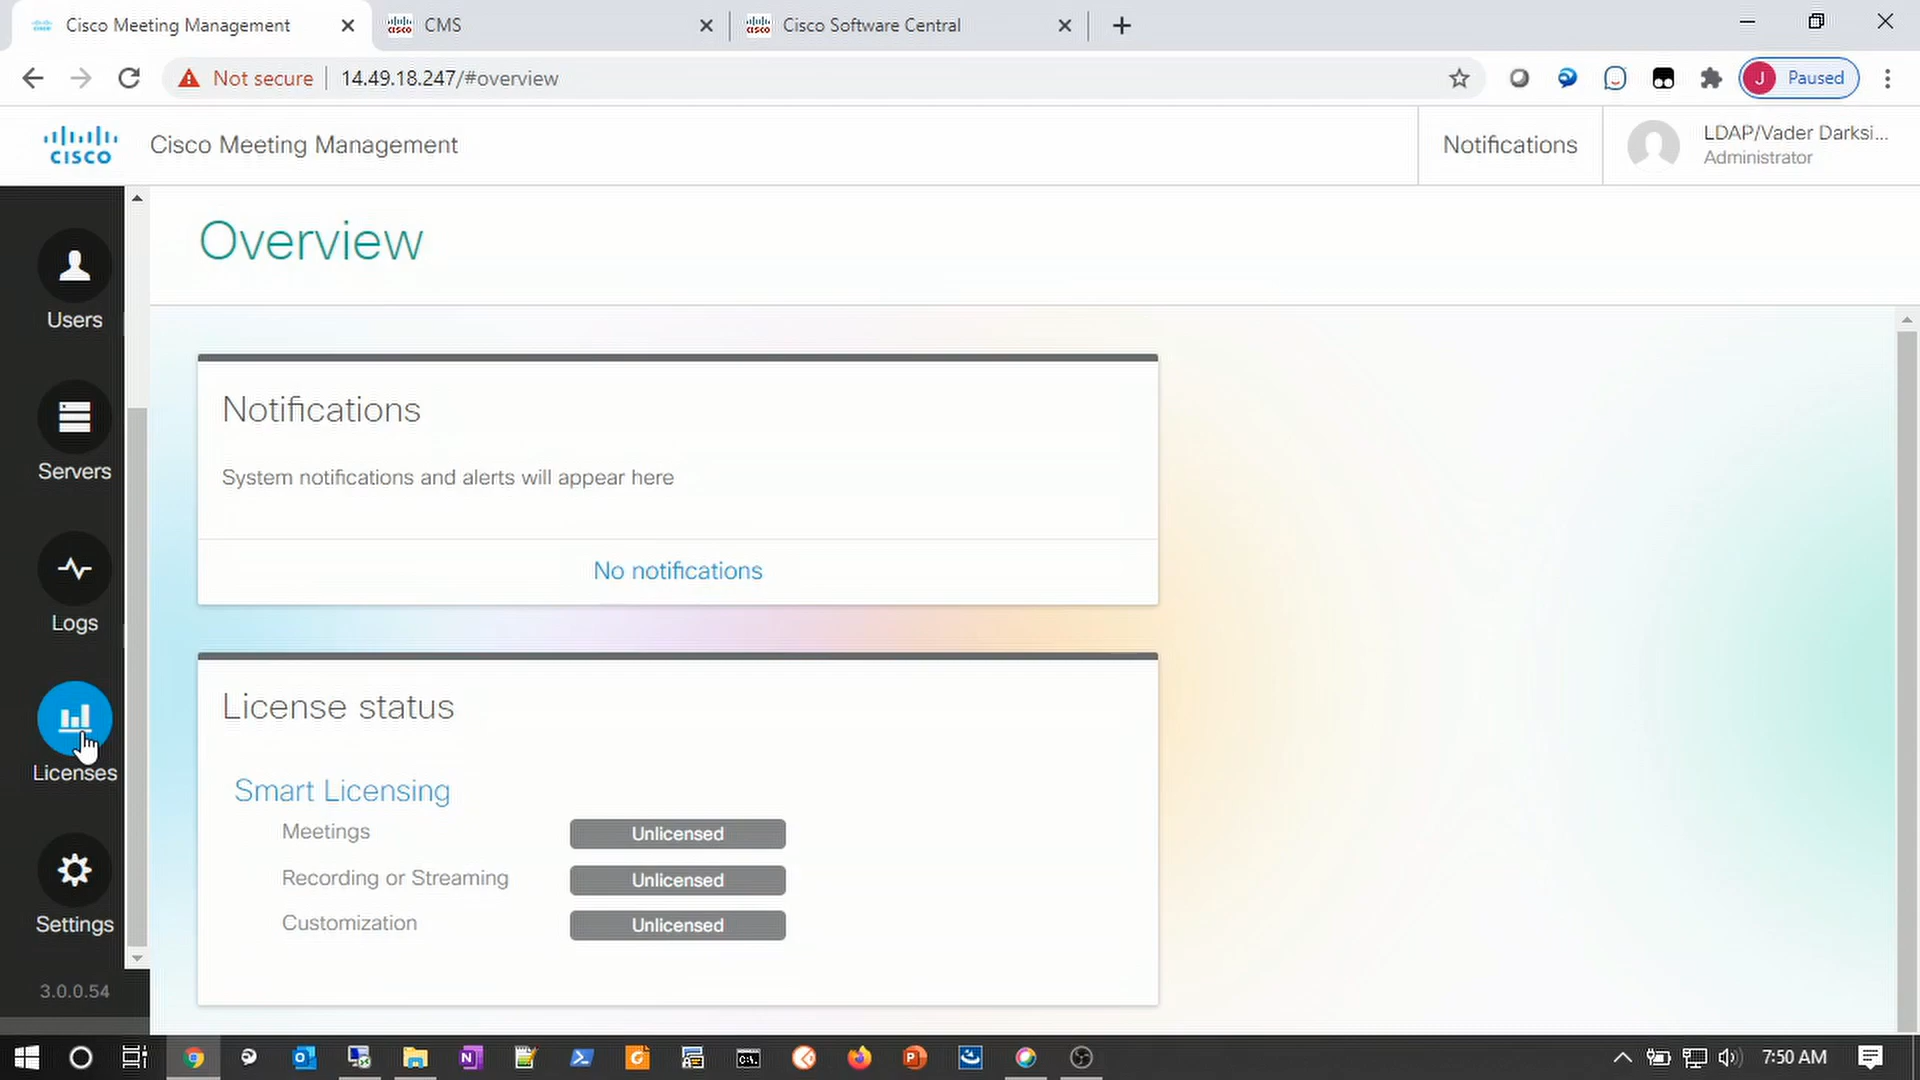 Cisco Meeting Management
CMS
Cisco Software Central
Not secure
14.49.18.247/#overview
J
Paused
CISCO
Cisco Meeting Management
Notifications
LDAP/Vader Darksi...
Administrator
Users
Servers
Logs
Licenses
Settings
3.0.0.54
Overview
Notifications
System notifications and alerts will appear here
No notifications
License status
Smart Licensing
Meetings
Unlicensed
Recording or Streaming
Unlicensed
Customization
Unlicensed
7:50 AM